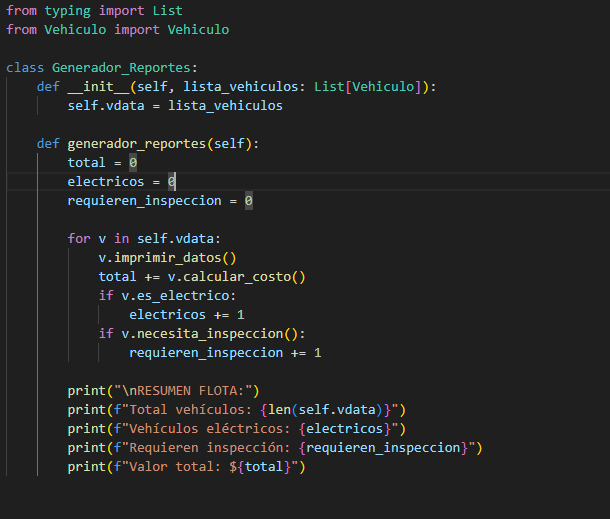 from typing import List
from Vehiculo import Vehiculo

class Generador_Reportes:
    def __init__(self, lista_vehiculos: List[Vehiculo]):
        self.vdata = lista_vehiculos

    def generador_reportes(self):
        total = 0
        electricos = 0
        requieren_inspeccion = 0

        for v in self.vdata:
            v.imprimir_datos()
            total += v.calcular_costo()
            if v.es_electrico:
                electricos += 1
            if v.necesita_inspeccion():
                requieren_inspeccion += 1

        print("\nRESUMEN FLOTA:")
        print(f"Total vehículos: {len(self.vdata)}")
        print(f"Vehículos eléctricos: {electricos}")
        print(f"Requieren inspección: {requieren_inspeccion}")
        print(f"Valor total: ${total}")